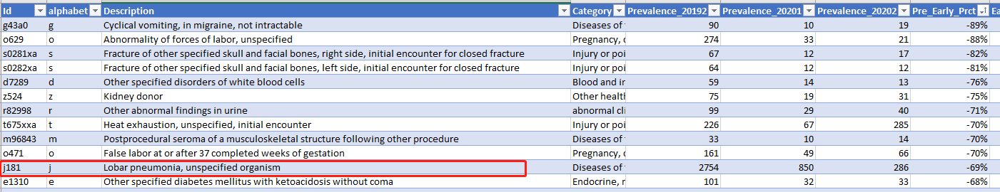 Id alphabet Description Category Prevalence_20192 Prevalence_20201 Prevalence_20202 Pre_Early_Prct Ea
g43a0 g Cyclical vomiting, in migraine, not intractable Diseases of 90 10 19 -89%
o629 o Abnormality of forces of labor, unspecified Pregnancy, 274 33 21 -88%
s0281xa s Fracture of other specified skull and facial bones, right side, initial encounter for closed fracture Injury or poi 67 12 17 -82%
s0282xa s Fracture of other specified skull and facial bones, left side, initial encounter for closed fracture Injury or poi 64 12 12 -81%
d7289 d Other specified disorders of white blood cells Blood and in 59 14 13 -76%
z524 z Kidney donor Other health 75 19 31 -75%
r82998 r Other abnormal findings in urine abnormal cli 99 29 40 -71%
t675xxa t Heat exhaustion, unspecified, initial encounter Injury or poi 226 67 285 -70%
m96843 m Postprocedural seroma of a musculoskeletal structure following other procedure Diseases of 33 10 14 -70%
o471 o False labor at or after 37 completed weeks of gestation Pregnancy, 161 49 66 -70%
j181 j Lobar pneumonia, unspecified organism Diseases of 2754 850 286 -69%
e1310 e Other specified diabetes mellitus with ketoacidosis without coma Endocrine, 101 32 33 -68%